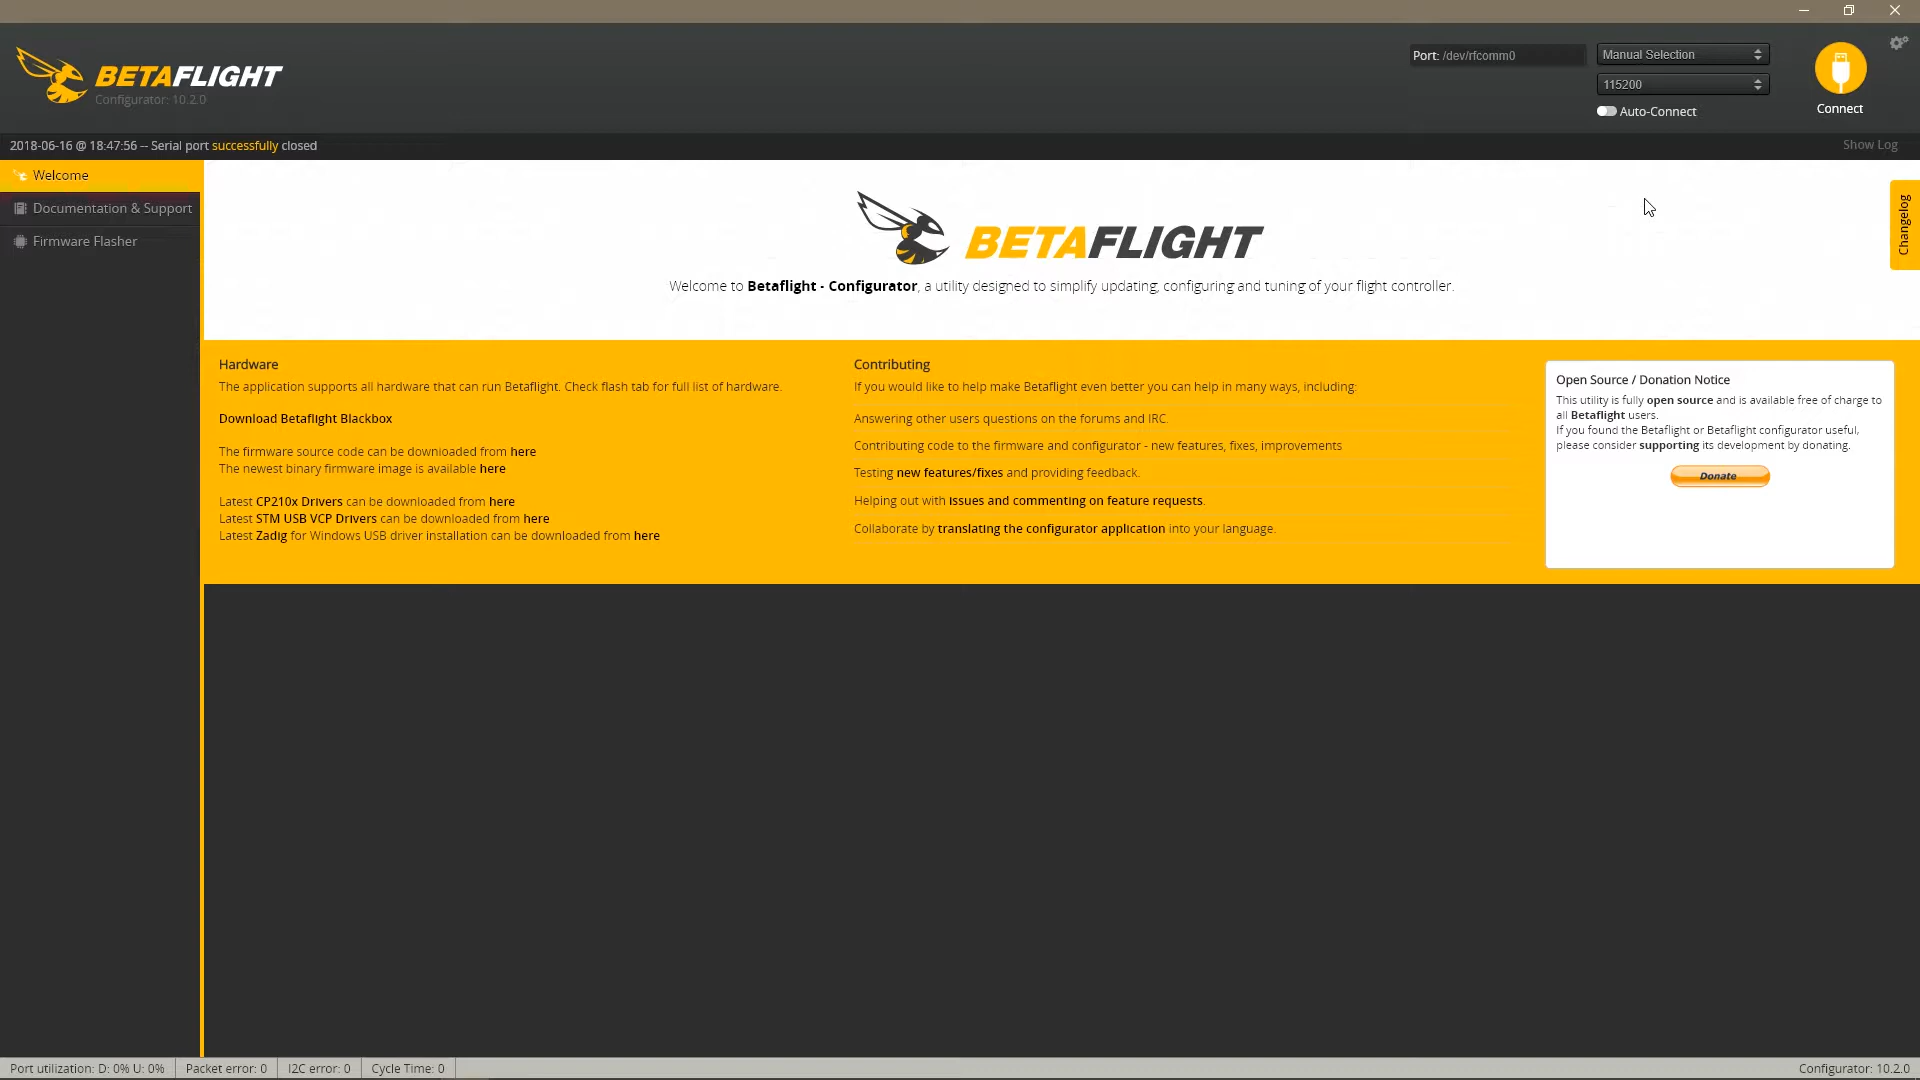 BETAFLIGHT
Configurator: 10.2.0
Port: /dev/rfcomm0
Manual Selection
115200
Auto-Connect
Connect
2018-06-16 @ 18:47:56 -- Serial port successfully closed
Show Log
Welcome
Documentation & Support
Firmware Flasher
BETAFLIGHT
Welcome to Betaflight - Configurator, a utility designed to simplify updating, configuring and tuning of your flight controller.
Changelog
Hardware
The application supports all hardware that can run Betaflight. Check flash tab for full list of hardware.
Download Betaflight Blackbox
The firmware source code can be downloaded from here
The newest binary firmware image is available here
Latest CP210x Drivers can be downloaded from here
Latest STM USB VCP Drivers can be downloaded from here
Latest Zadig for Windows USB driver installation can be downloaded from here
Contributing
If you would like to help make Betaflight even better you can help in many ways, including:
Answering other users questions on the forums and IRC.
Contributing code to the firmware and configurator - new features, fixes, improvements
Testing new features/fixes and providing feedback.
Helping out with issues and commenting on feature requests.
Collaborate by translating the configurator application into your language.
Open Source / Donation Notice
This utility is fully open source and is available free of charge to
all Betaflight users.
If you found the Betaflight or Betaflight configurator useful,
please consider supporting its development by donating.
Donate
Port utilization: D: 0% U: 0%
Packet error: 0
I2C error: 0
Cycle Time: 0
Configurator: 10.2.0